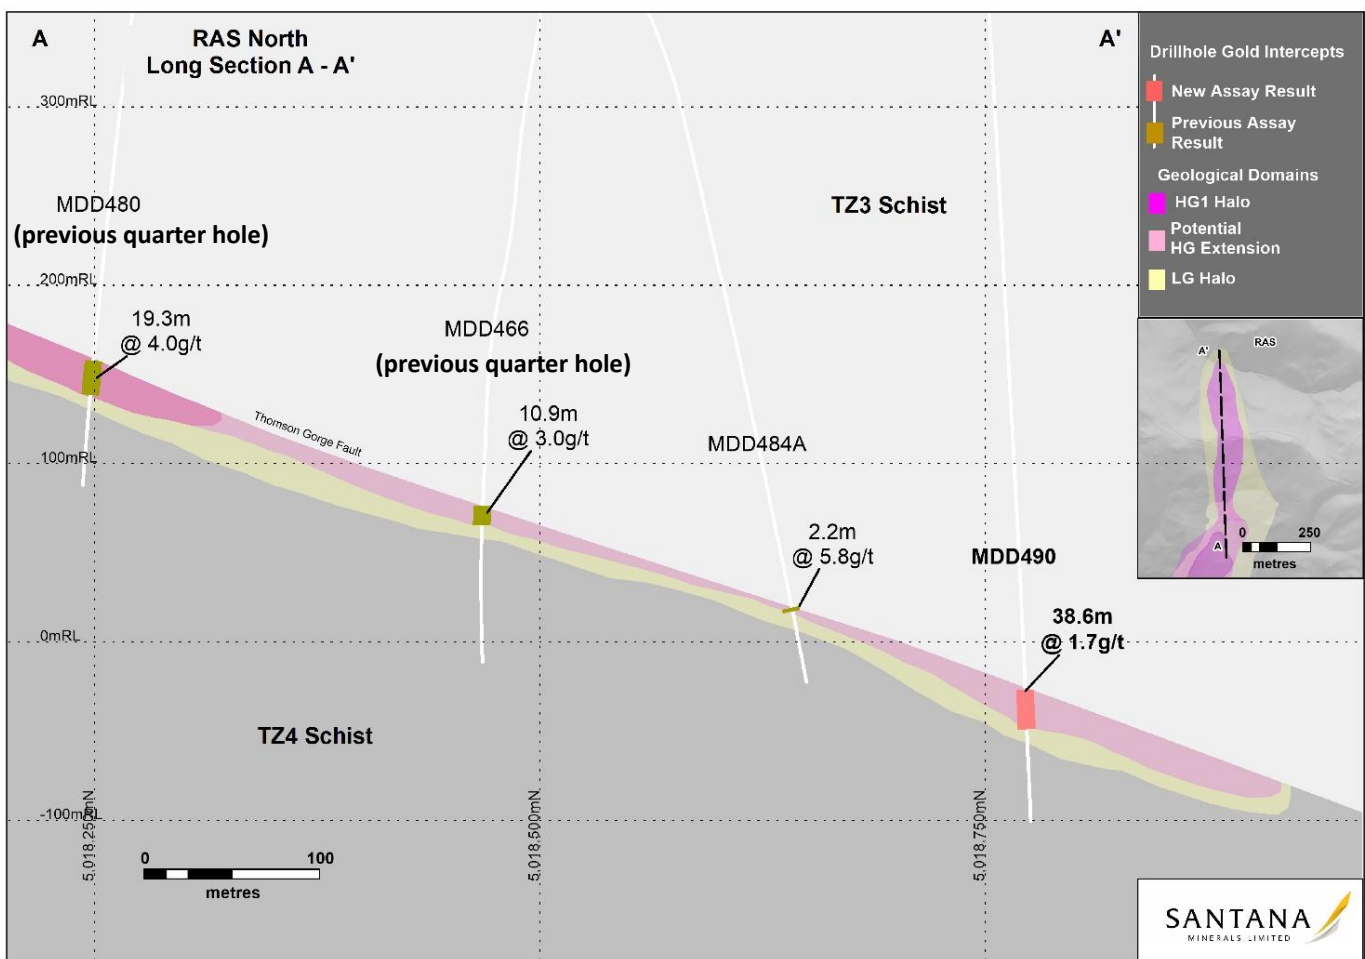 A
RAS North
Long Section A - A'
A'
300mRL
MDD480
(previous quarter hole)
TZ3 Schist
200mRL
19.3m
@ 4.0g/t
MDD466
(previous quarter hole)
Thomson Gorge Fault
10.9m
@ 3.0g/t
MDD484A
100mRL
2.2m
@ 5.8g/t
MDD490
38.6m
@ 1.7g/t
0mRL
TZ4 Schist
-100mRL
5,018,250mN
5,018,500mN
5,018,750mN
0 100
metres
Drillhole Gold Intercepts
New Assay Result
Previous Assay
Result
Geological Domains
HG1 Halo
Potential
HG Extension
LG Halo
A'
RAS
0 250
A
metres
SANTANA
MINERALS LIMITED